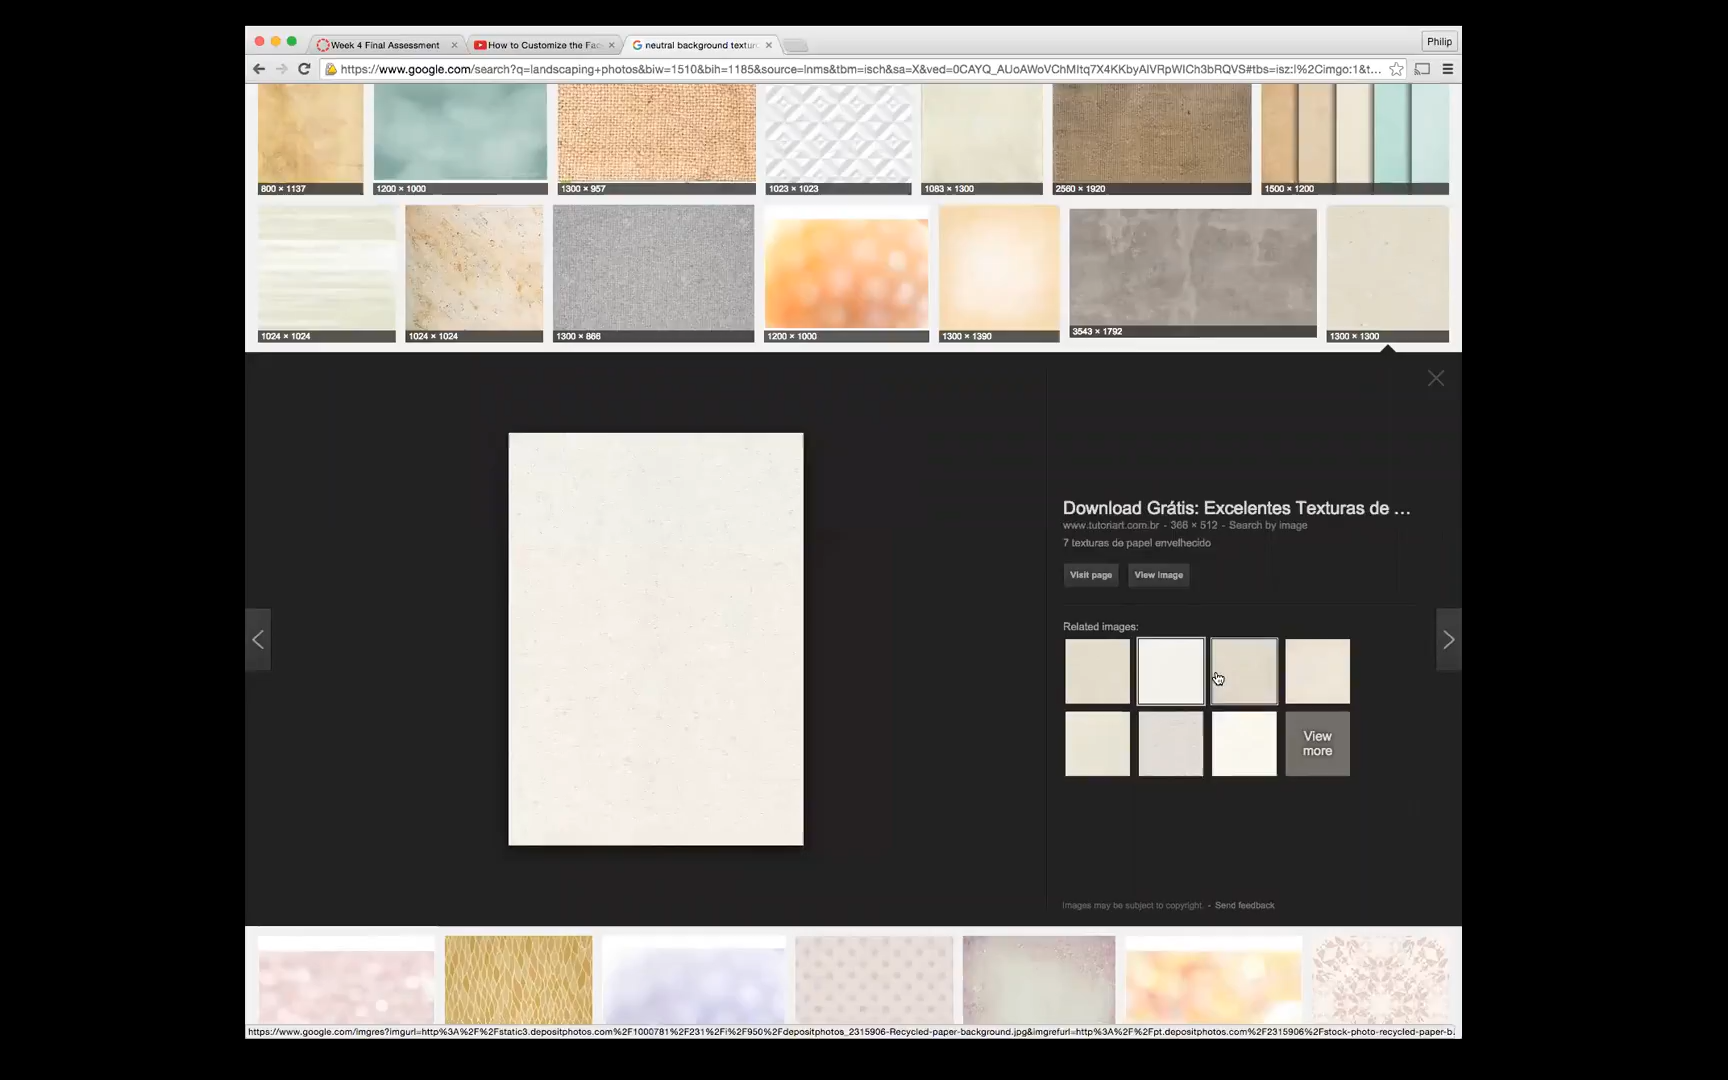 Week 4 Final Assessment
How to Customize the Fac
neutral background textur
Philip
https://www.google.com/search?q=landscaping+photos&biw=1510&bih=1185&source=lnms&tbm=isch&sa=X&ved=0CAYQ_AUoAWoVChMItq7X4KKbyAIVRpWICh3bRQVS#tbs=isz:l%2Cimgo:1&t...
800 × 1137
1200 × 1000
1300 × 957
1023 × 1023
1083 × 1300
2560 × 1920
1500 × 1200
1024 × 1024
1024 × 1024
1300 × 866
1200 × 1000
1300 × 1390
3543 × 1792
1300 × 1300
Download Grátis: Excelentes Texturas de ...
www.tutoriart.com.br - 366 × 512 - Search by image
7 texturas de papel envelhecido
Visit page
View image
Related images:
View
more
Images may be subject to copyright. - Send feedback
https://www.google.com/imgres?imgurl=http%3A%2F%2Fstatic3.depositphotos.com%2F1000781%2F231%2Fi%2F950%2Fdepositphotos_2315906-Recycled-paper-background.jpg&imgrefurl=http%3A%2F%2Fpt.depositphotos.com%2F2315906%2Fstock-photo-recycled-paper-b...